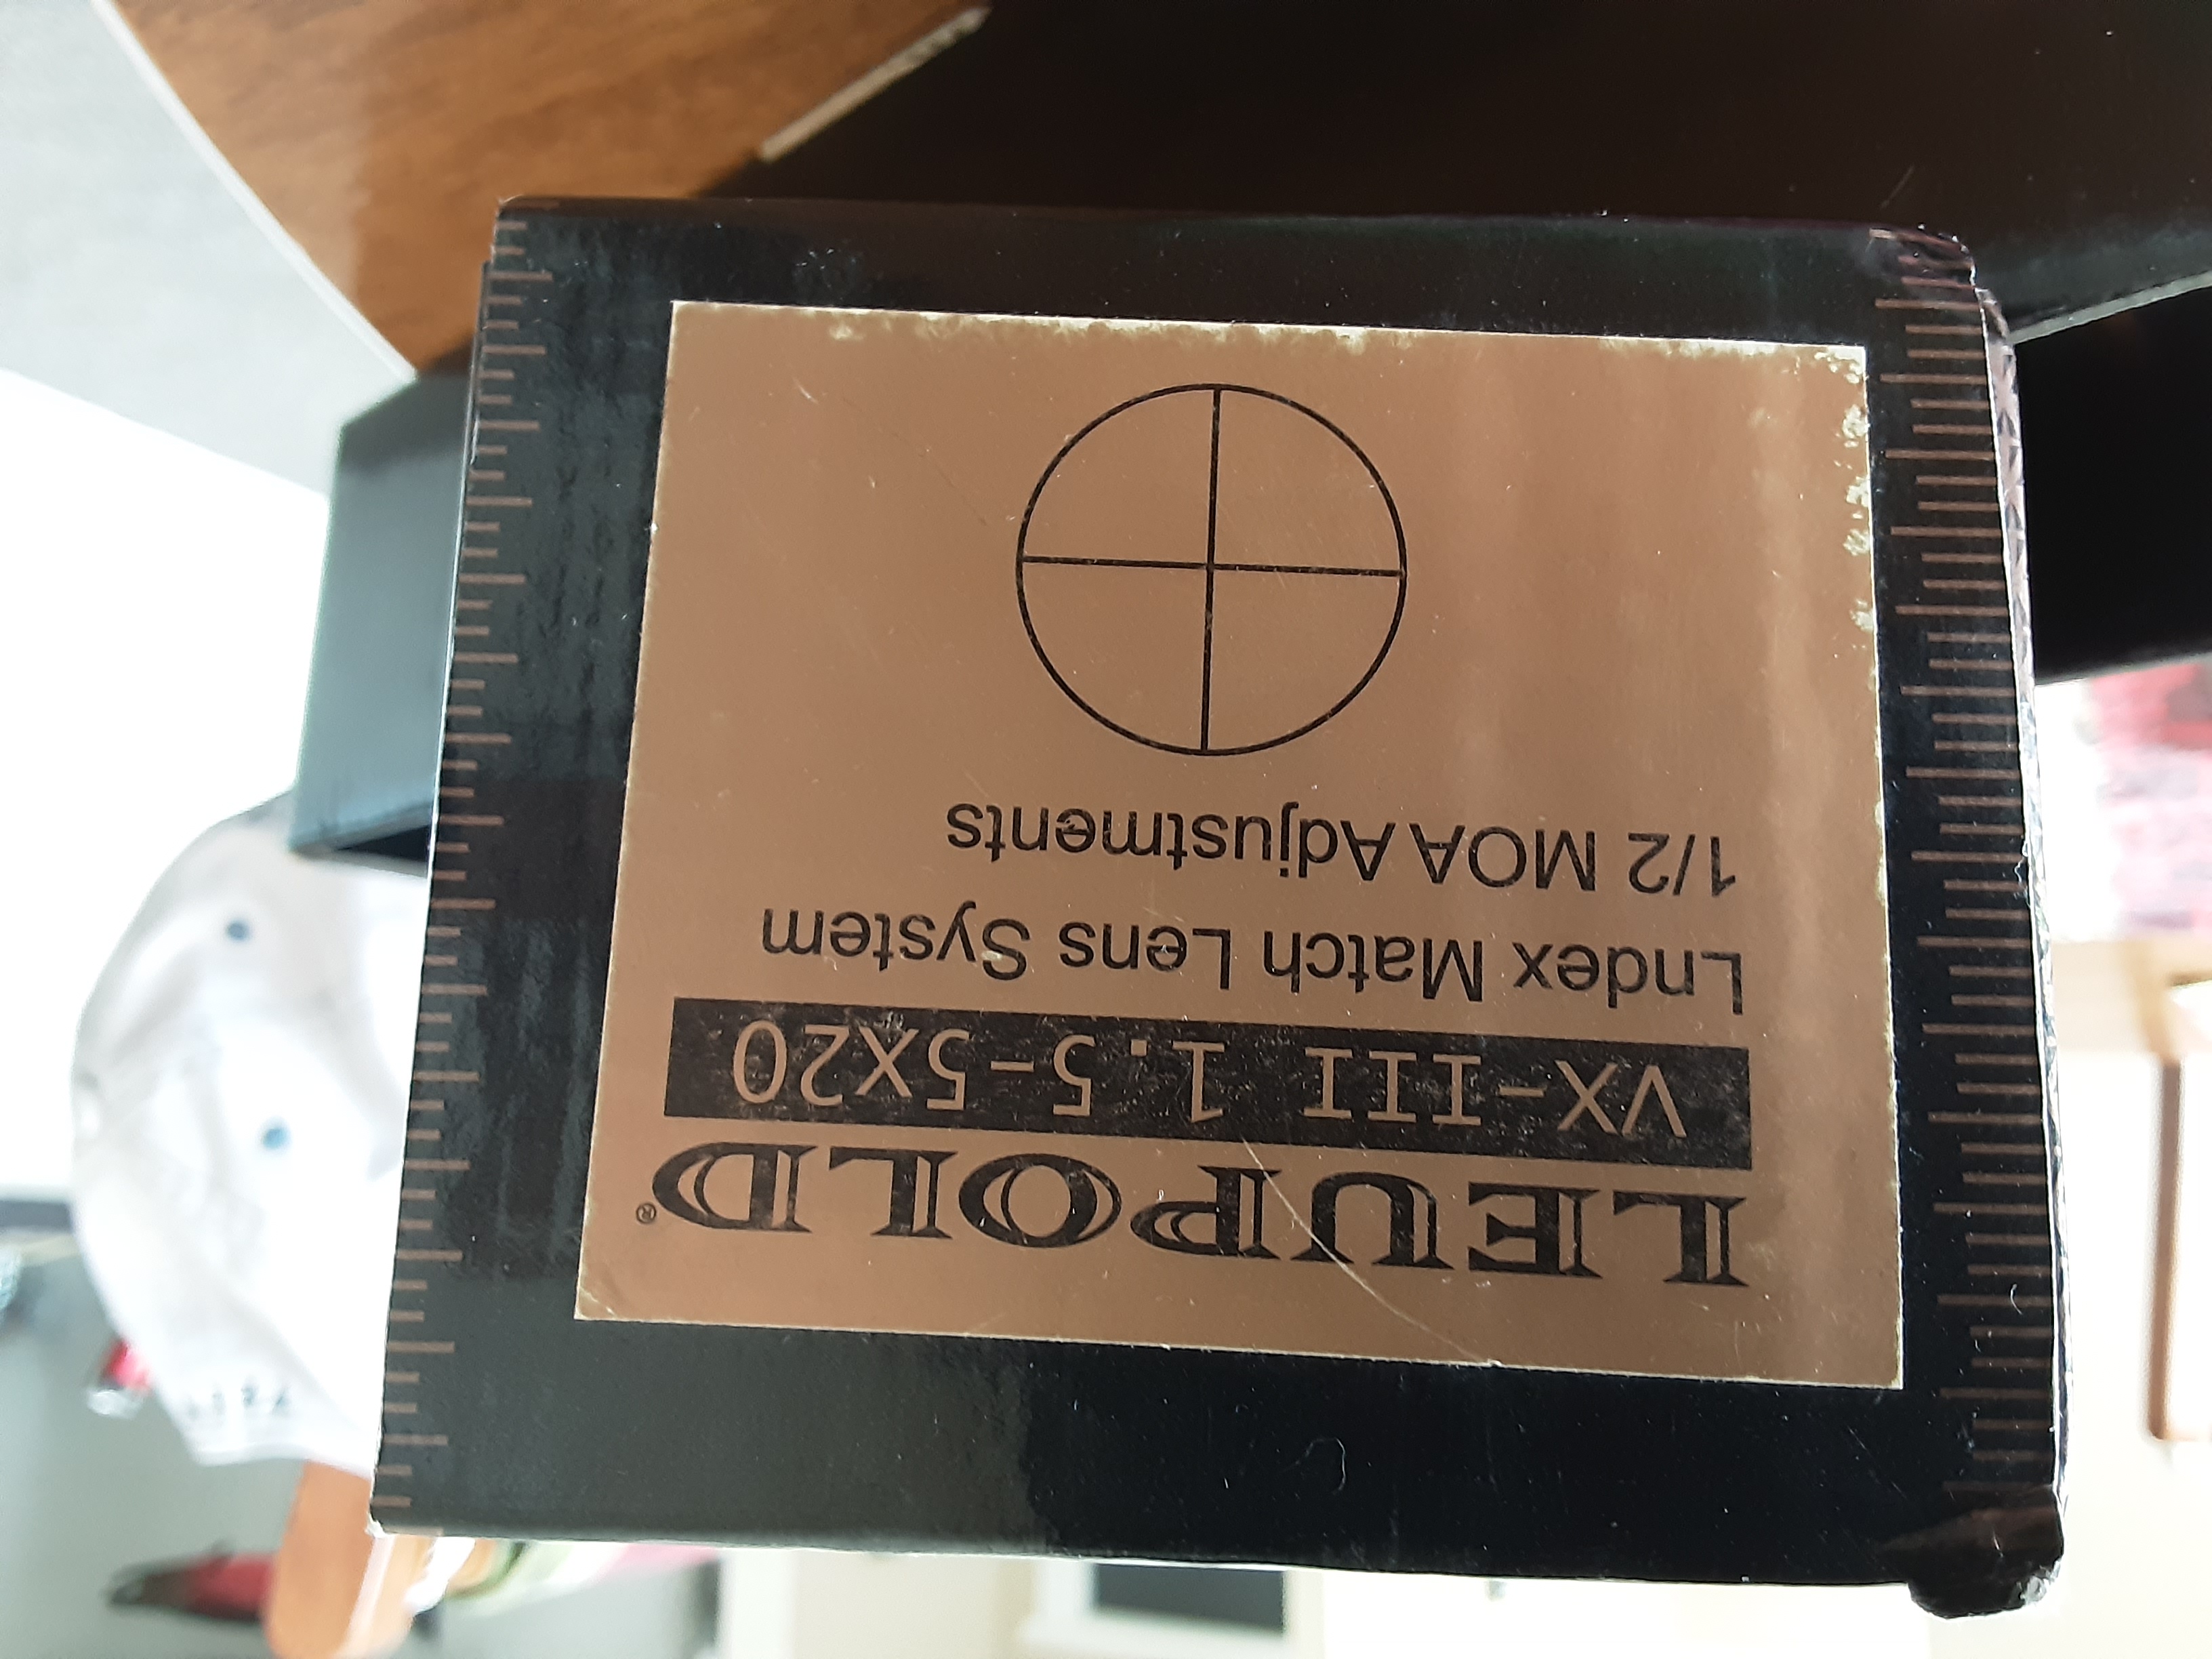 LEUPOLD®
VX-III 1.5-5X20
Lndex Match Lens System
1/2 MOA Adjustments